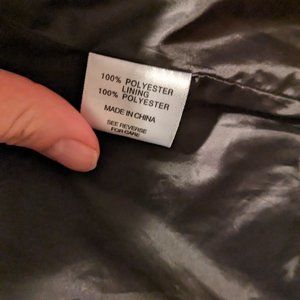 100% POLYESTER
LINING
100% POLYESTER
MADE IN CHINA
SEE REVERSE
FOR CARE